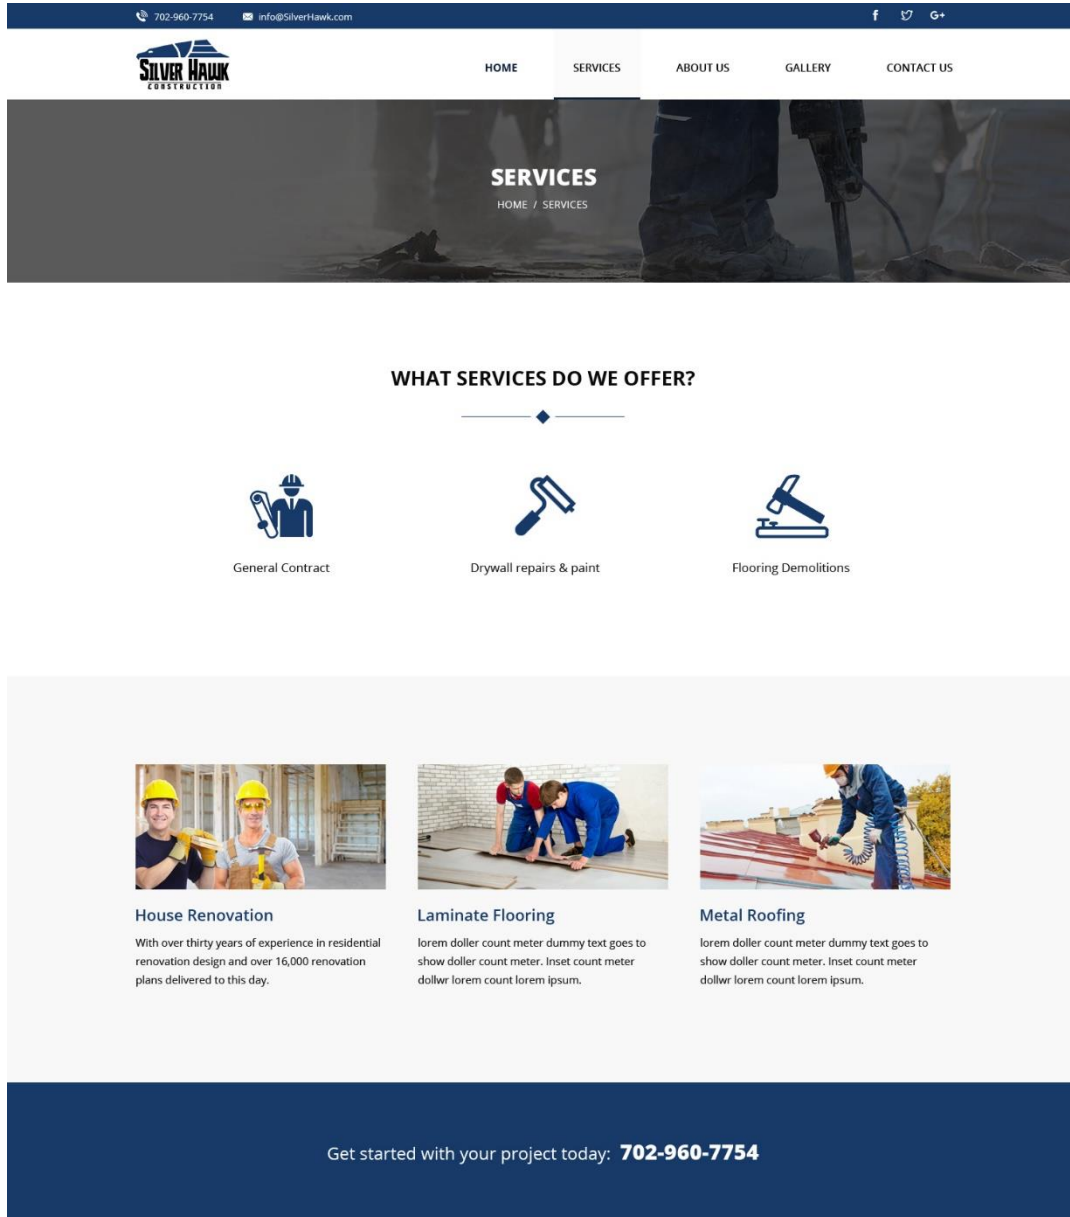 702-960-7754 info@SilverHawk.com
f G+
SILVER HAWK
CONSTRUCTION
HOME SERVICES ABOUT US GALLERY CONTACT US
SERVICES
HOME / SERVICES
WHAT SERVICES DO WE OFFER?
General Contract Drywall repairs & paint Flooring Demolitions
House Renovation
With over thirty years of experience in residential
renovation design and over 16,000 renovation
plans delivered to this day.
Laminate Flooring
lorem doller count meter dummy text goes to
show doller count meter. Inset count meter
dollwr lorem count lorem ipsum.
Metal Roofing
lorem doller count meter dummy text goes to
show doller count meter. Inset count meter
dollwr lorem count lorem ipsum.
Get started with your project today: 702-960-7754